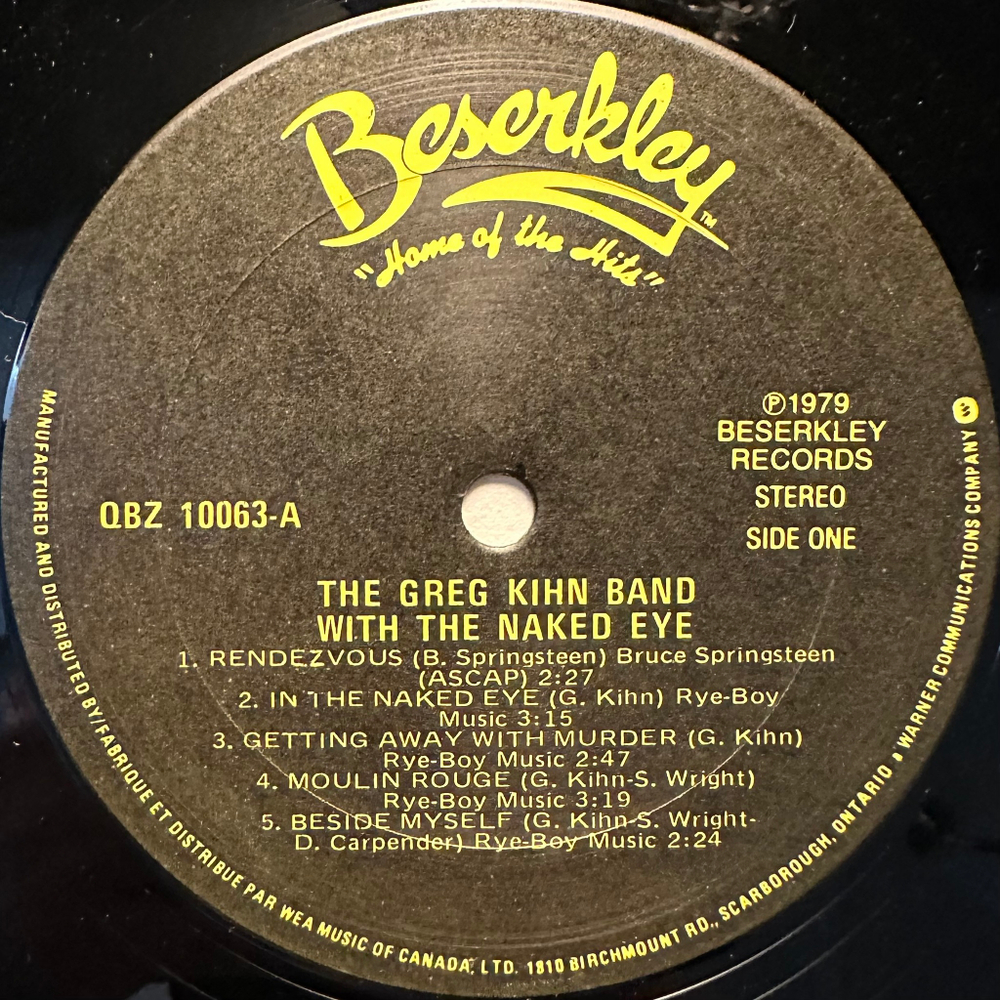 Beserkley™
"Home of the Hits"
℗1979
BESERKLEY
RECORDS
STEREO
SIDE ONE
QBZ 10063-A
THE GREG KIHN BAND
WITH THE NAKED EYE
1. RENDEZVOUS (B. Springsteen) Bruce Springsteen
(ASCAP) 2:27
2. IN THE NAKED EYE (G. Kihn) Rye-Boy
Music 3:15
3. GETTING AWAY WITH MURDER (G. Kihn)
Rye-Boy Music 2:47
4. MOULIN ROUGE (G. Kihn-S. Wright)
Rye-Boy Music 3:19
5. BESIDE MYSELF (G. Kihn-S. Wright-
D. Carpender) Rye-Boy Music 2:24
MANUFACTURED AND DISTRIBUTED BY/FABRIQUE ET DISTRIBUE PAR WEA MUSIC OF CANADA, LTD. 1810 BIRCHMOUNT RD., SCARBOROUGH, ONTARIO • A WARNER COMMUNICATIONS COMPANY